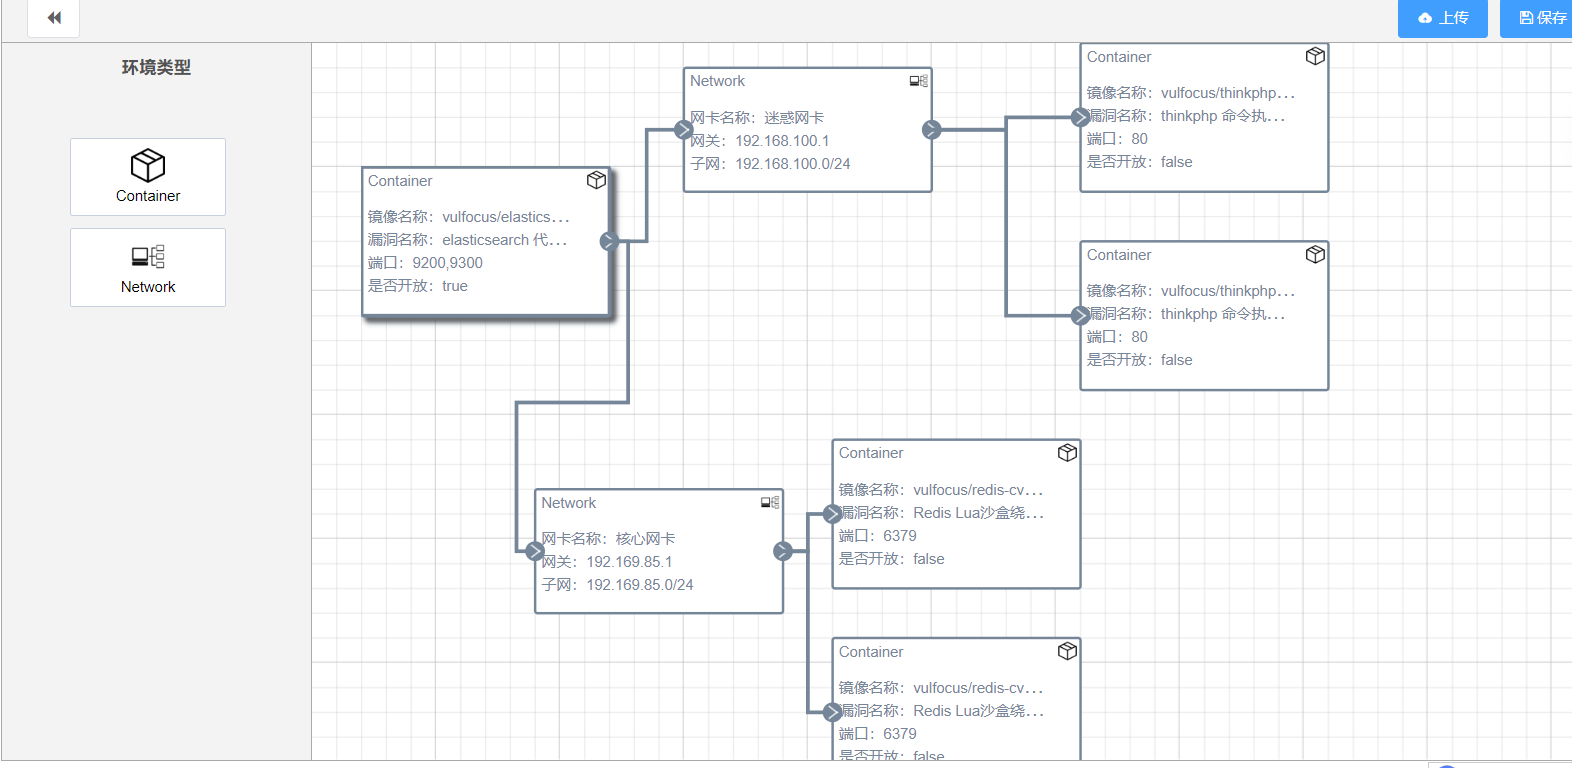 上传
保存
环境类型
Container
Network
Container
镜像名称：vulfocus/elastics...
漏洞名称：elasticsearch 代...
端口：9200,9300
是否开放：true
Network
网卡名称：迷惑网卡
网关：192.168.100.1
子网：192.168.100.0/24
Container
镜像名称：vulfocus/thinkphp...
漏洞名称：thinkphp 命令执...
端口：80
是否开放：false
Container
镜像名称：vulfocus/thinkphp...
漏洞名称：thinkphp 命令执...
端口：80
是否开放：false
Network
网卡名称：核心网卡
网关：192.169.85.1
子网：192.169.85.0/24
Container
镜像名称：vulfocus/redis-cv...
漏洞名称：Redis Lua沙盒绕...
端口：6379
是否开放：false
Container
镜像名称：vulfocus/redis-cv...
漏洞名称：Redis Lua沙盒绕...
端口：6379
是否开放：false